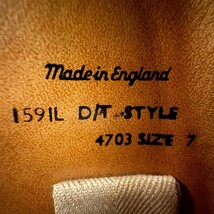 Made in England
1591L D/T STYLE
4703 SIZE 7